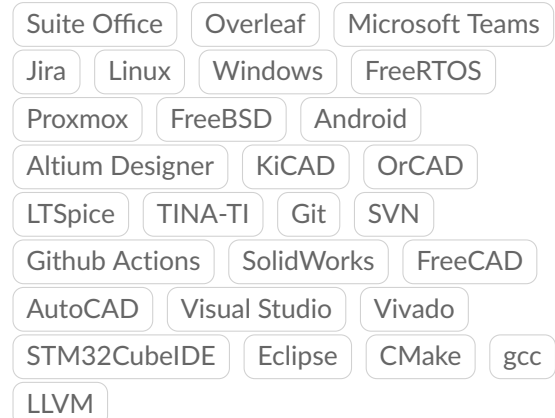 Suite Office Overleaf Microsoft Teams
Jira Linux Windows FreeRTOS
Proxmox FreeBSD Android
Altium Designer KiCAD OrCAD
LTSpice TINA-TI Git SVN
Github Actions SolidWorks FreeCAD
AutoCAD Visual Studio Vivado
STM32CubeIDE Eclipse CMake gcc
LLVM